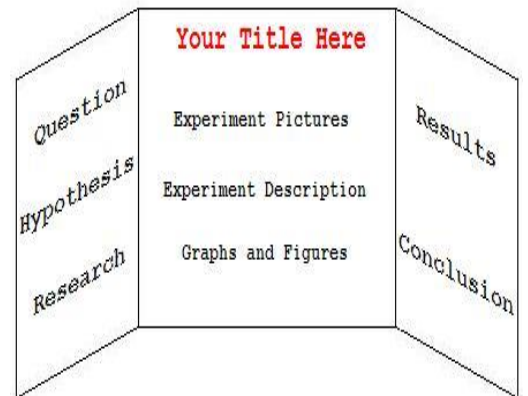 Question
Hypothesis
Research
Your Title Here
Experiment Pictures
Experiment Description
Graphs and Figures
Results
Conclusion